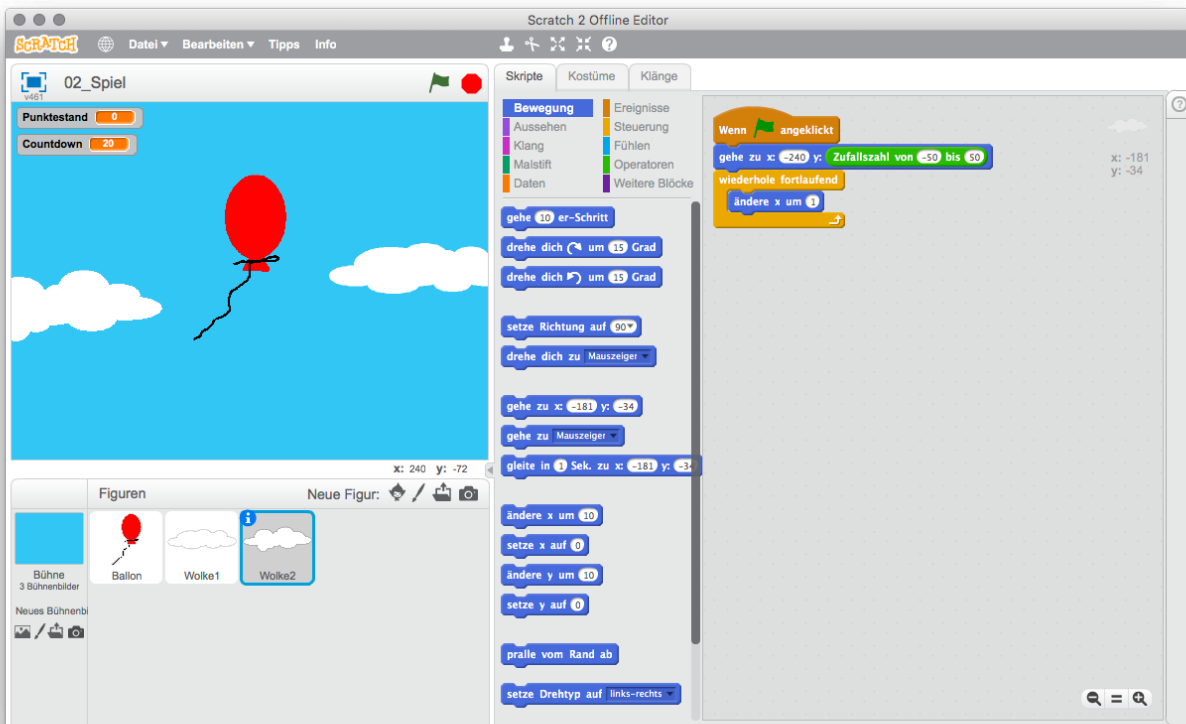 Scratch 2 Offline Editor
SCRATCH Datei Bearbeiten Tipps Info
v461 02_Spiel
Punktestand 0
Countdown 20
x: 240 y: -72
Figuren Neue Figur:
Bühne
3 Bühnenbilder
Neues Bühnenbi
Ballon
Wolke1
Wolke2
Skripte Kostüme Klänge
Bewegung Ereignisse
Aussehen Steuerung
Klang Fühlen
Malstift Operatoren
Daten Weitere Blöcke
gehe 10 er-Schritt
drehe dich um 15 Grad
drehe dich um 15 Grad
setze Richtung auf 90
drehe dich zu Mauszeiger
gehe zu x: -181 y: -34
gehe zu Mauszeiger
gleite in 1 Sek. zu x: -181 y: -34
ändere x um 10
setze x auf 0
ändere y um 10
setze y auf 0
pralle vom Rand ab
setze Drehtyp auf links-rechts
Wenn angeklickt
gehe zu x: -240 y: Zufallszahl von -50 bis 50
wiederhole fortlaufend
ändere x um 1
x: -181
y: -34